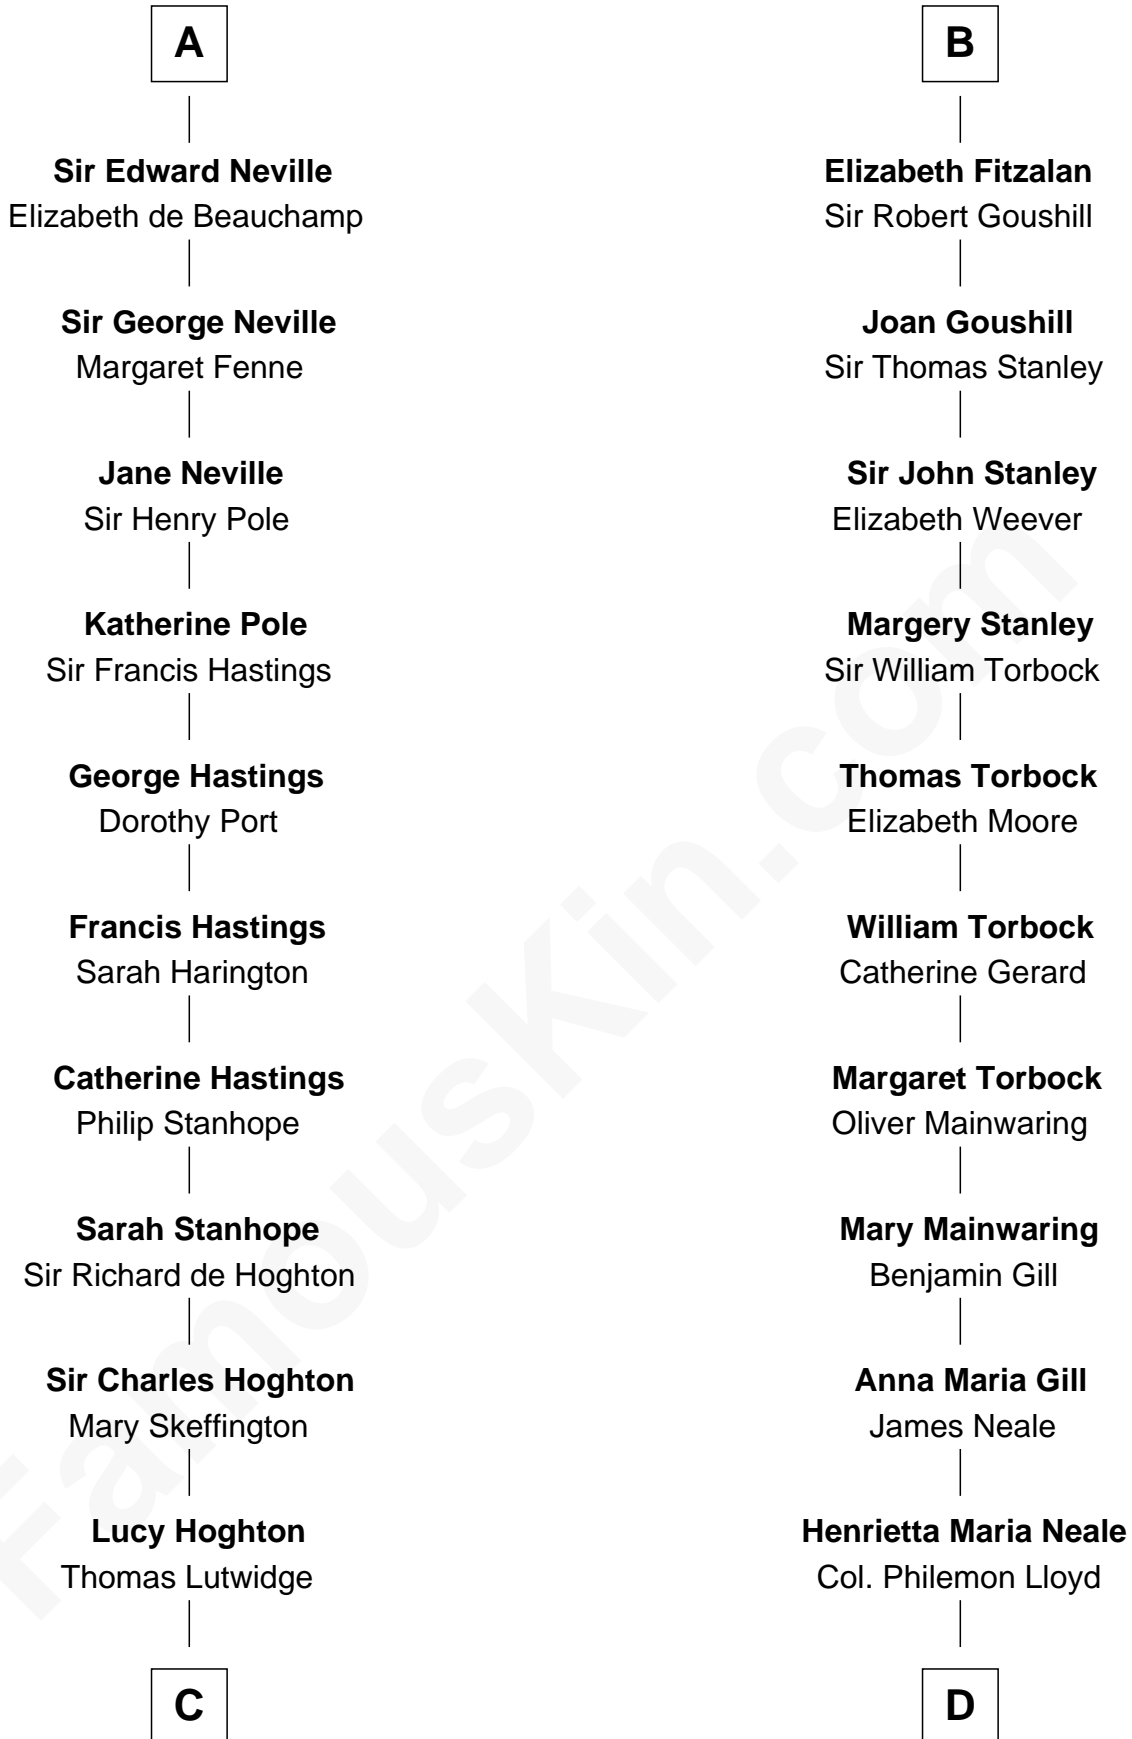 A
Sir Edward Neville
Elizabeth de Beauchamp
Sir George Neville
Margaret Fenne
Jane Neville
Sir Henry Pole
Katherine Pole
Sir Francis Hastings
George Hastings
Dorothy Port
Francis Hastings
Sarah Harington
Catherine Hastings
Philip Stanhope
Sarah Stanhope
Sir Richard de Hoghton
Sir Charles Hoghton
Mary Skeffington
Lucy Hoghton
Thomas Lutwidge
C
B
Elizabeth Fitzalan
Sir Robert Goushill
Joan Goushill
Sir Thomas Stanley
Sir John Stanley
Elizabeth Weever
Margery Stanley
Sir William Torbock
Thomas Torbock
Elizabeth Moore
William Torbock
Catherine Gerard
Margaret Torbock
Oliver Mainwaring
Mary Mainwaring
Benjamin Gill
Anna Maria Gill
James Neale
Henrietta Maria Neale
Col. Philemon Lloyd
D
FamousKin.com